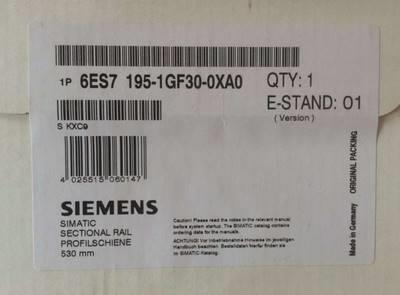 1P 6ES7 195-1GF30-0XA0 QTY: 1
E-STAND: 01
(Version)
S KXC9
4 025515 060147
SIEMENS
SIMATIC
SECTIONAL RAIL
PROFILSCHIENE
530 mm
Caution! Please read the notes in the relevant manual
before system startup. The SIMATIC catalog contains
ordering data for the manuals.
ACHTUNG! Vor Inbetriebnahme Hinweise im jeweiligen
Handbuch beachten. Bestelldaten hierfür finden sie
im SIMATIC-Katalog.
Made in Germany ORIGINAL PACKING